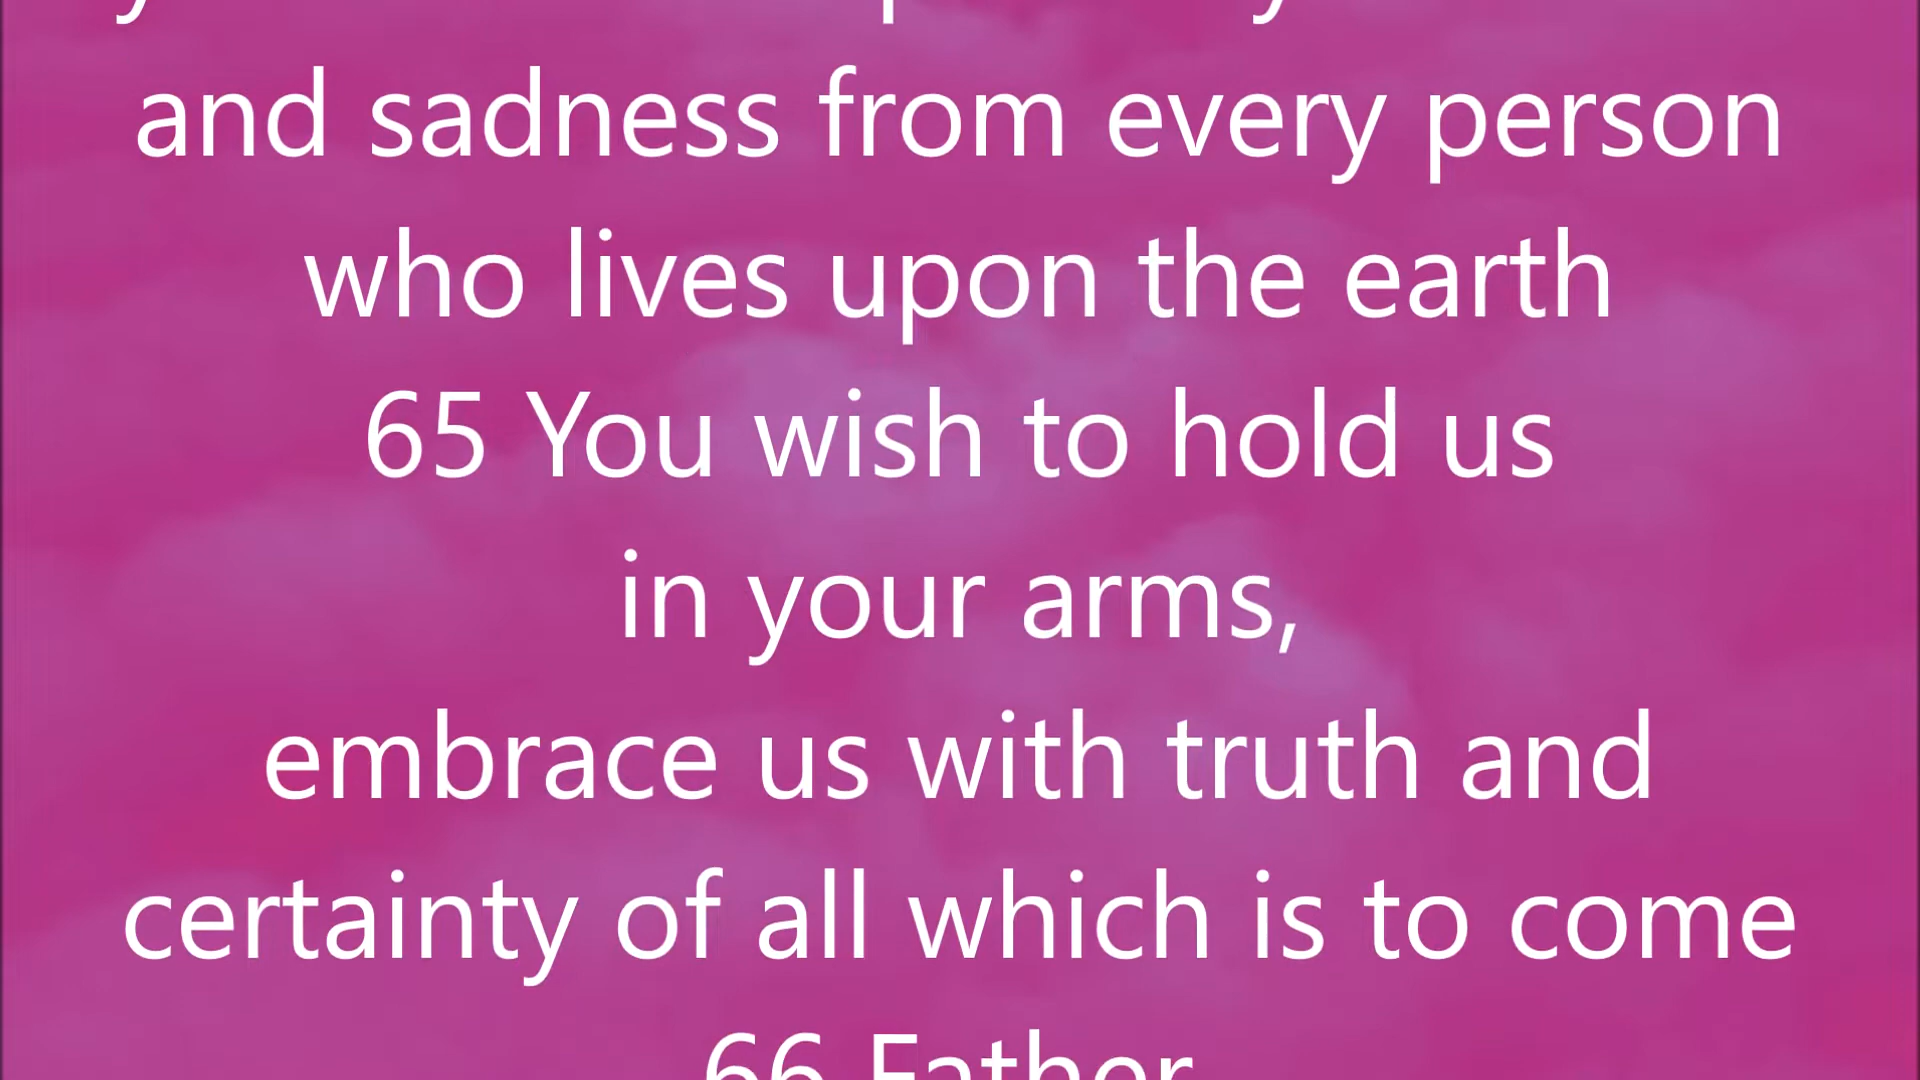 and sadness from every person
who lives upon the earth
65 You wish to hold us
in your arms,
embrace us with truth and
certainty of all which is to come
66 Father